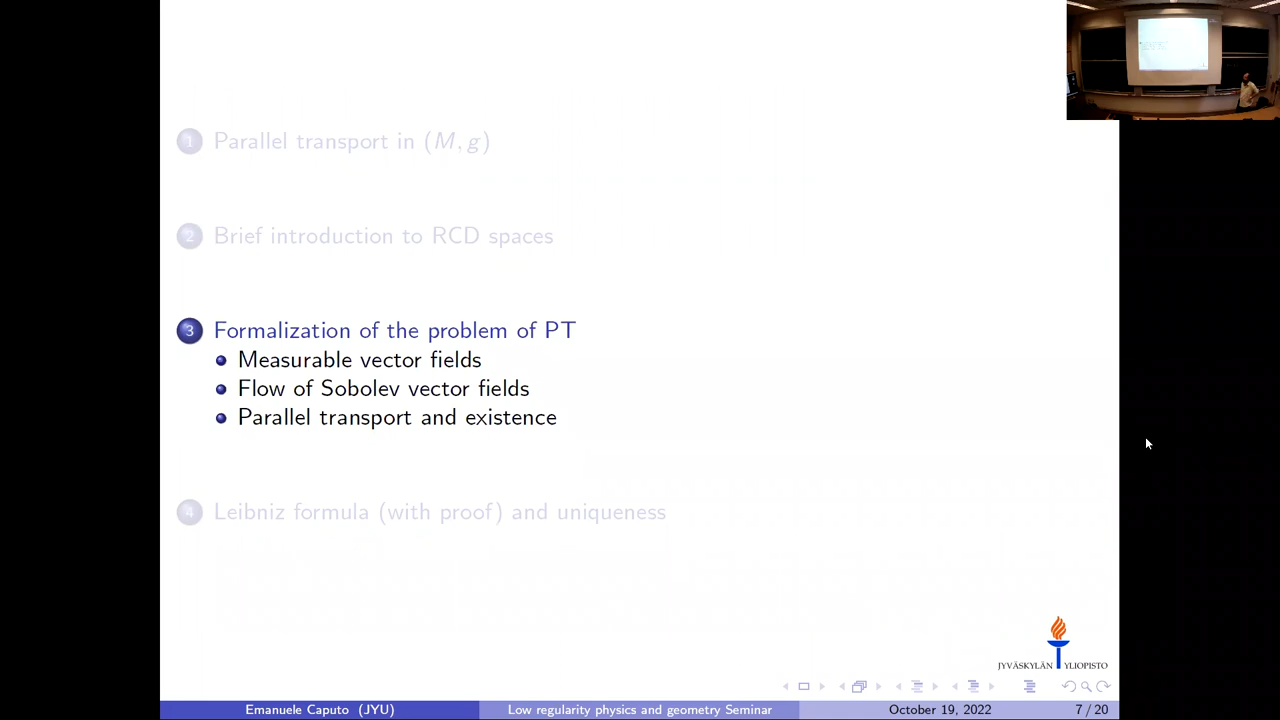 1 Parallel transport in (M, g)
2 Brief introduction to RCD spaces
3 Formalization of the problem of PT
Measurable vector fields
Flow of Sobolev vector fields
Parallel transport and existence
4 Leibniz formula (with proof) and uniqueness
JYVÄSKYLÄN YLIOPISTO
Emanuele Caputo (JYU) Low regularity physics and geometry Seminar October 19, 2022 7 / 20